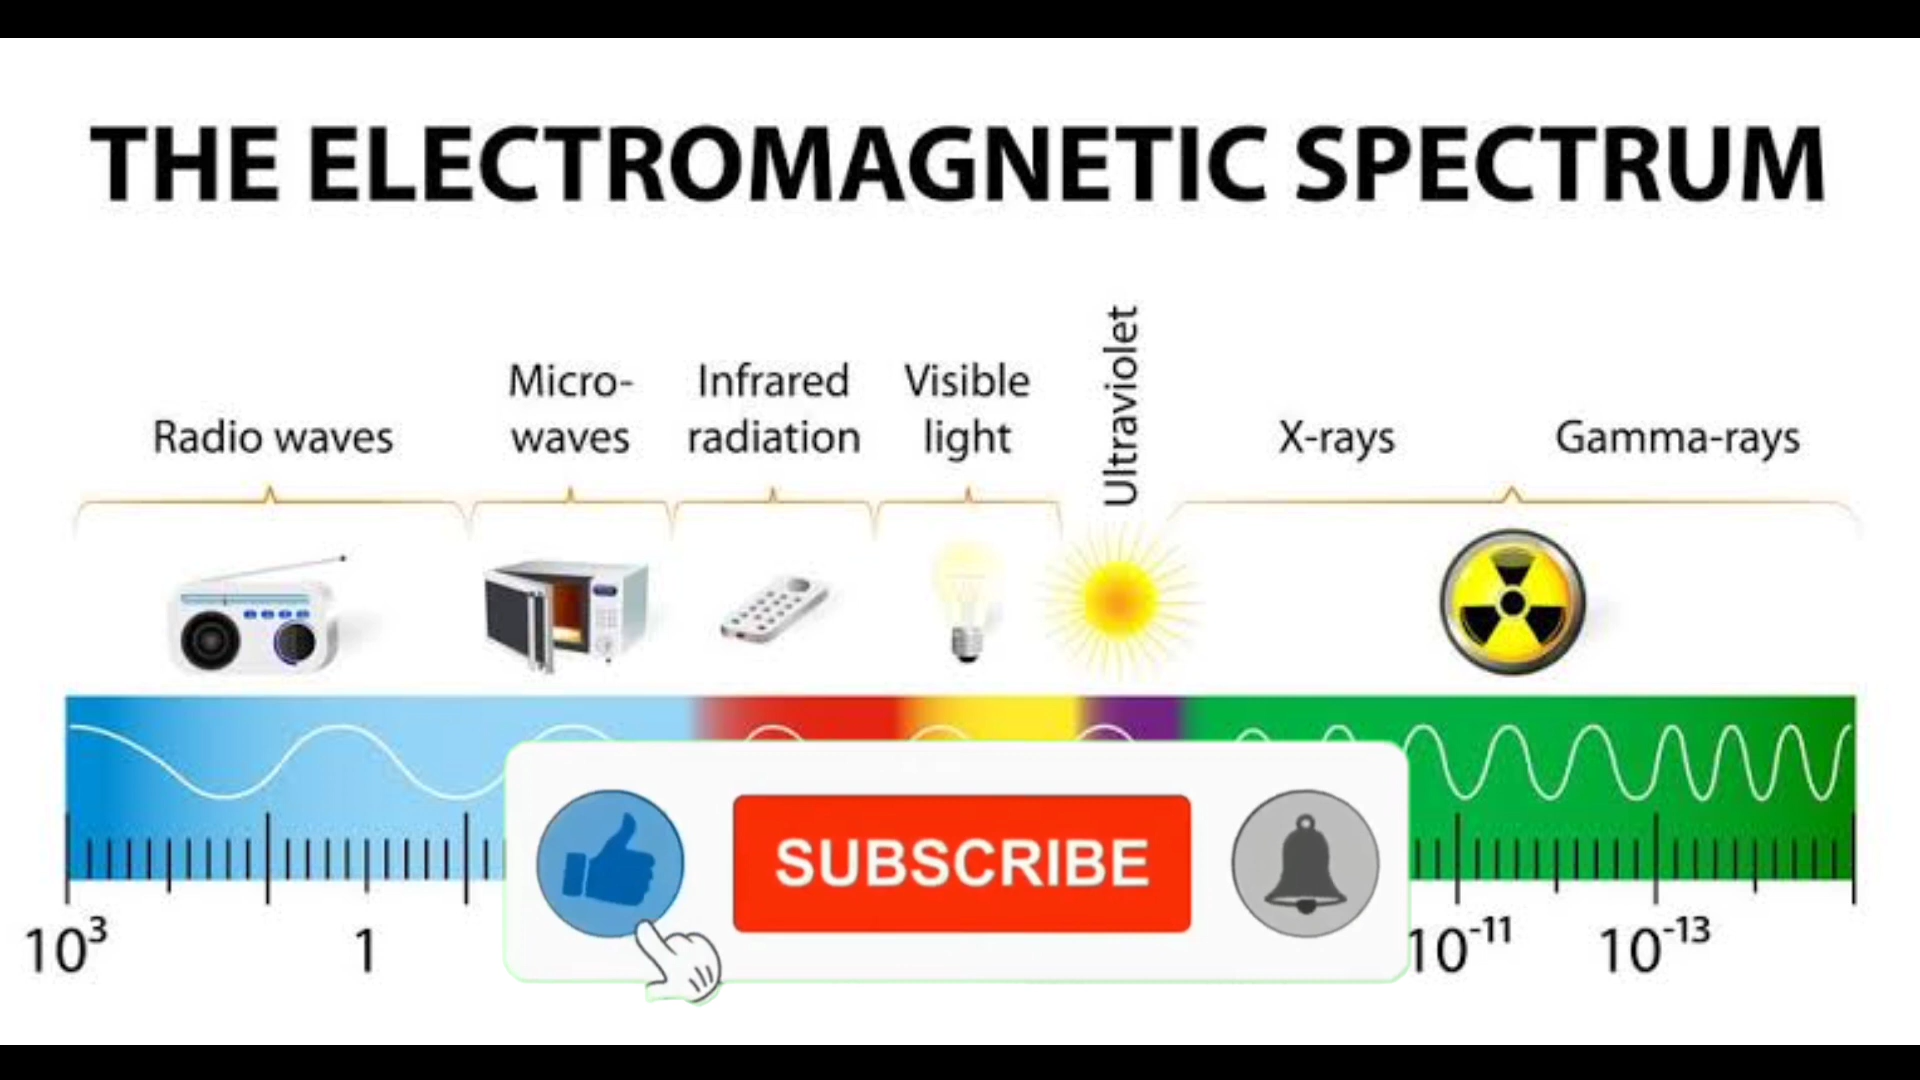 THE ELECTROMAGNETIC SPECTRUM
Radio waves
Micro-
waves
Infrared
radiation
Visible
light
Ultraviolet
X-rays
Gamma-rays
SUBSCRIBE
10³ 1 10⁻¹¹ 10⁻¹³